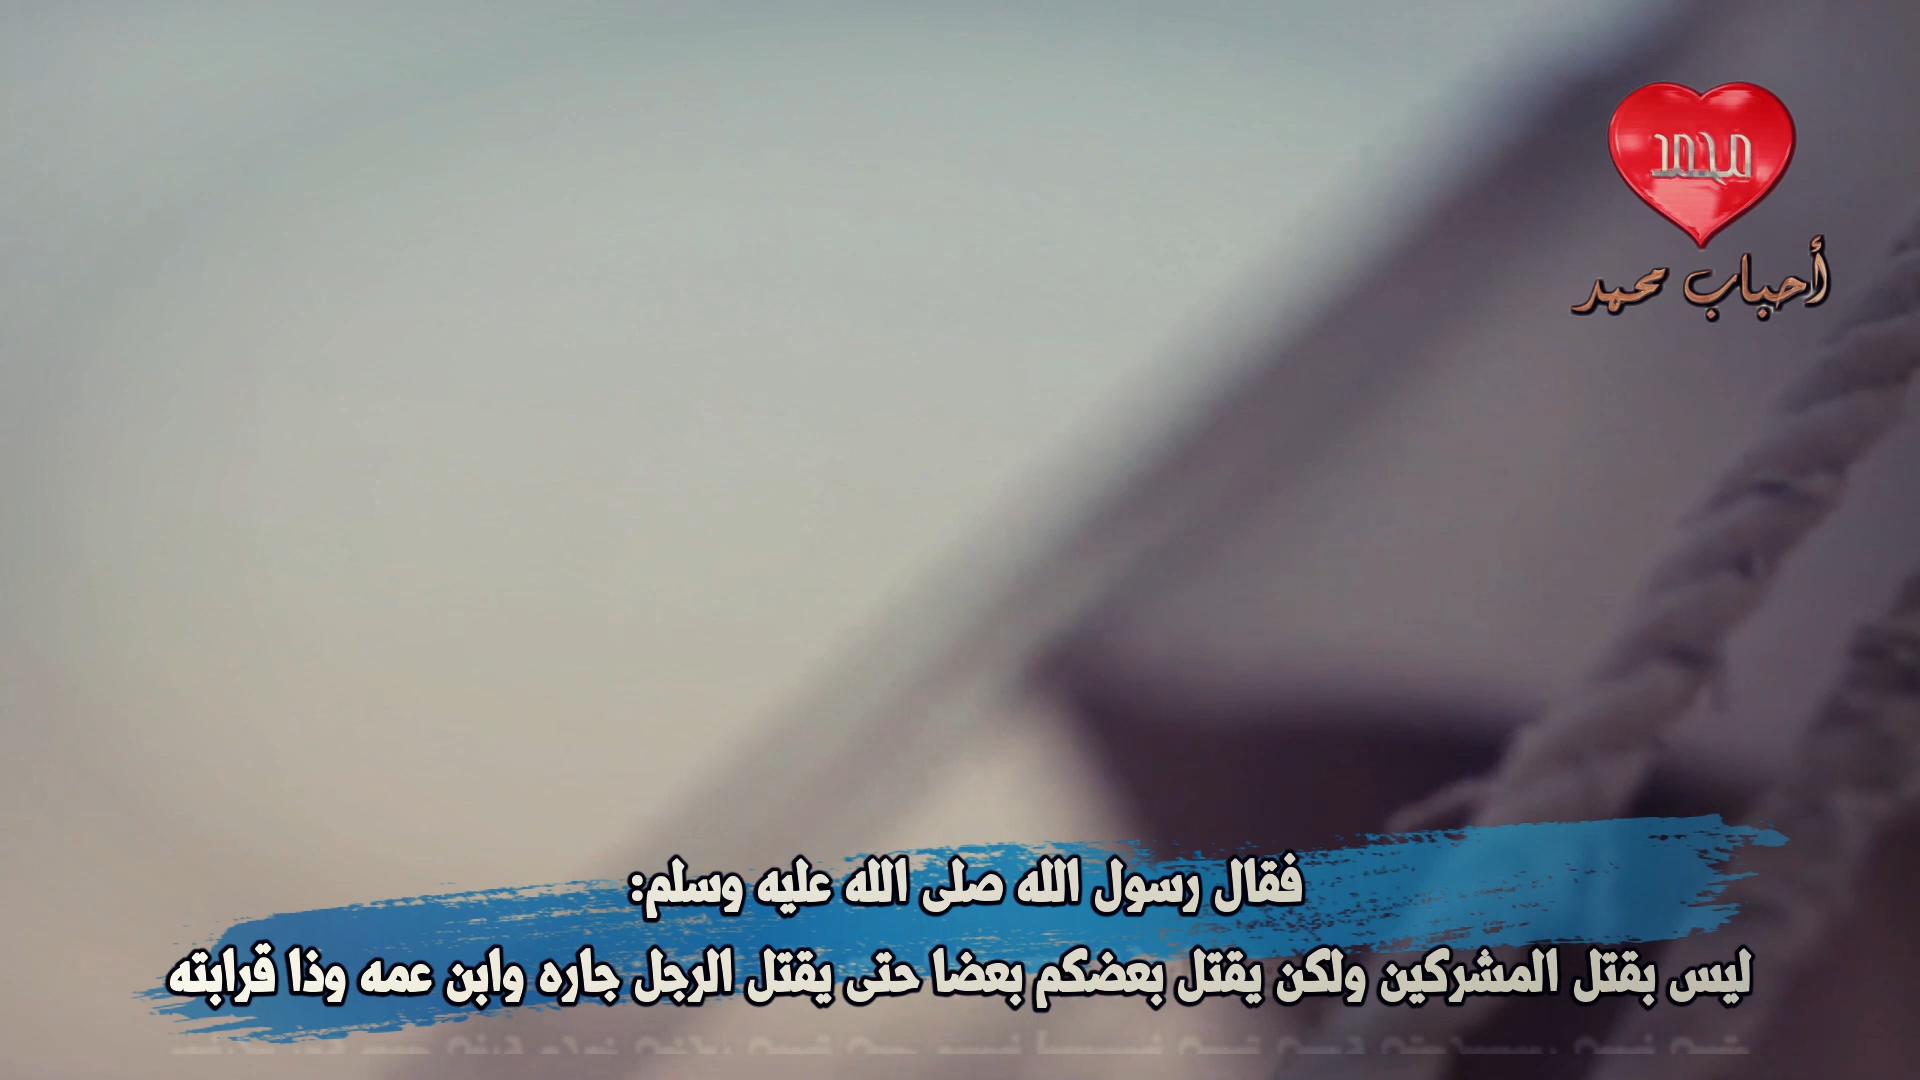 محمد
أحباب محمد
فقال رسول الله صلى الله عليه وسلم:
ليس بقتل المشركين ولكن يقتل بعضكم بعضا حتى يقتل الرجل جاره وابن عمه وذا قرابته